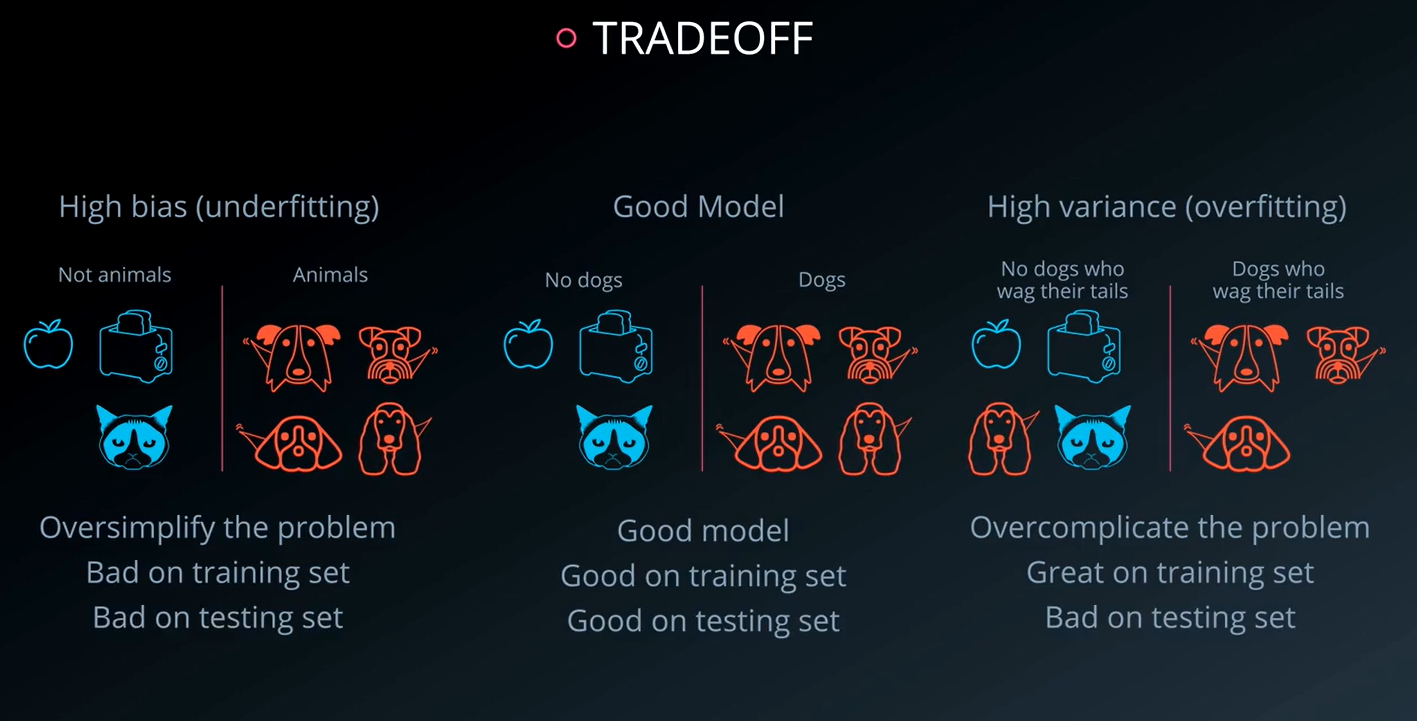 TRADEOFF
High bias (underfitting)
Not animals
Animals
Oversimplify the problem
Bad on training set
Bad on testing set
Good Model
No dogs
Dogs
Good model
Good on training set
Good on testing set
High variance (overfitting)
No dogs who
wag their tails
Dogs who
wag their tails
Overcomplicate the problem
Great on training set
Bad on testing set